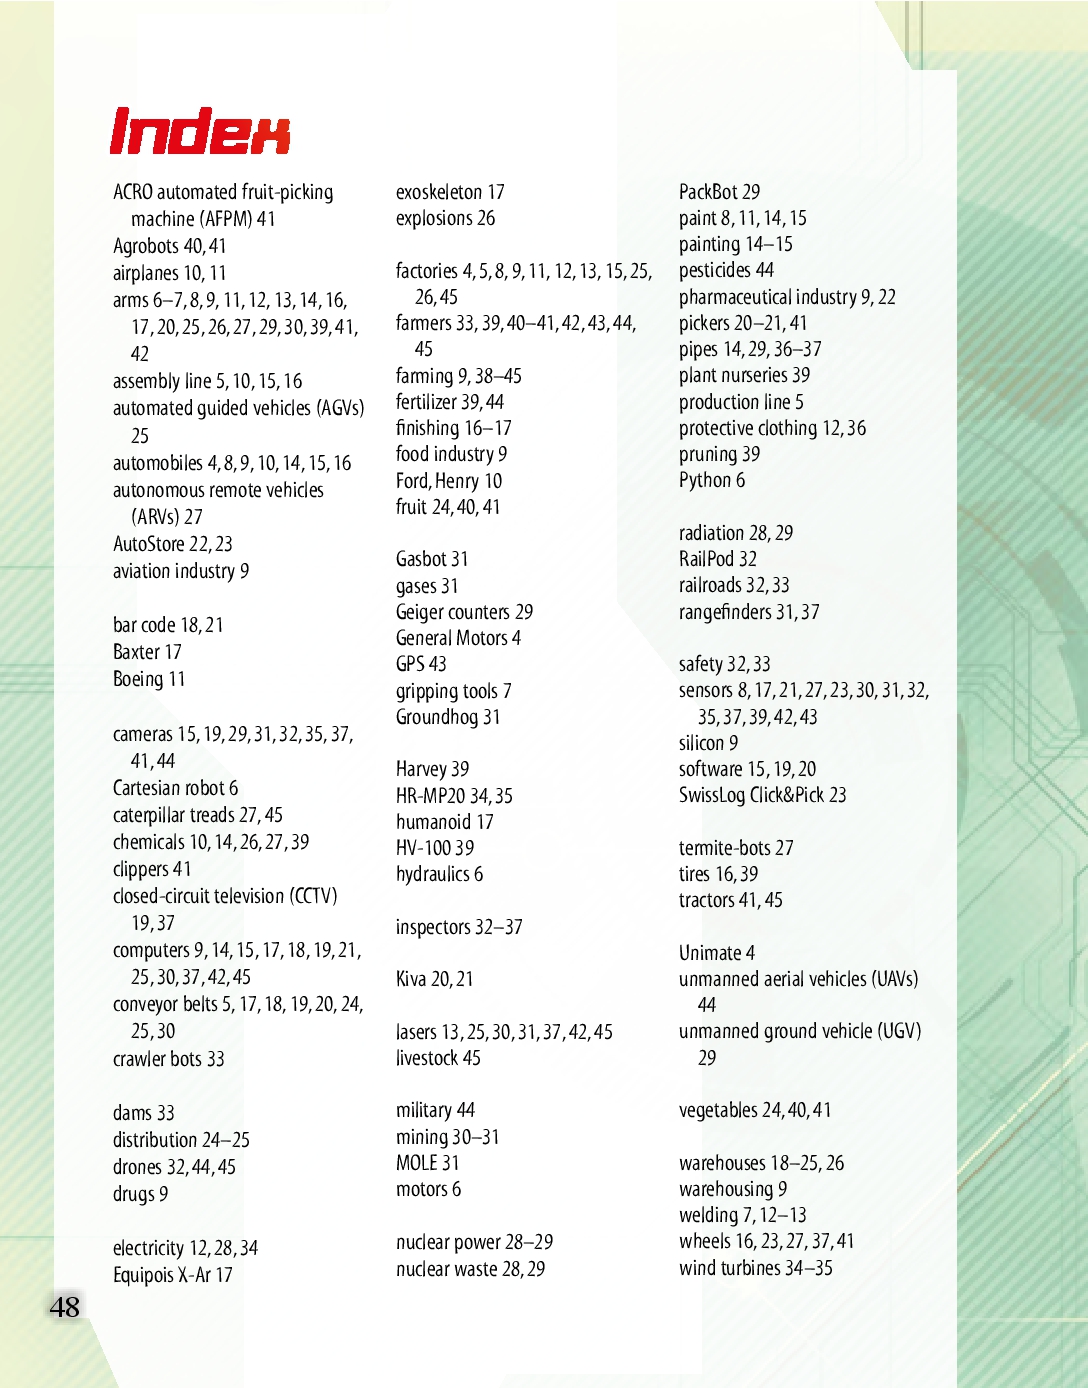 Index
ACRO automated fruit-picking
machine (AFPM) 41
Agrobots 40, 41
airplanes 10, 11
arms 6–7, 8, 9, 11, 12, 13, 14, 16,
17, 20, 25, 26, 27, 29, 30, 39, 41,
42
assembly line 5, 10, 15, 16
automated guided vehicles (AGVs)
25
automobiles 4, 8, 9, 10, 14, 15, 16
autonomous remote vehicles
(ARVs) 27
AutoStore 22, 23
aviation industry 9
bar code 18, 21
Baxter 17
Boeing 11
cameras 15, 19, 29, 31, 32, 35, 37,
41, 44
Cartesian robot 6
caterpillar treads 27, 45
chemicals 10, 14, 26, 27, 39
clippers 41
closed-circuit television (CCTV)
19, 37
computers 9, 14, 15, 17, 18, 19, 21,
25, 30, 37, 42, 45
conveyor belts 5, 17, 18, 19, 20, 24,
25, 30
crawler bots 33
dams 33
distribution 24–25
drones 32, 44, 45
drugs 9
electricity 12, 28, 34
Equipois X-Ar 17
exoskeleton 17
explosions 26
factories 4, 5, 8, 9, 11, 12, 13, 15, 25,
26, 45
farmers 33, 39, 40–41, 42, 43, 44,
45
farming 9, 38–45
fertilizer 39, 44
finishing 16–17
food industry 9
Ford, Henry 10
fruit 24, 40, 41
Gasbot 31
gases 31
Geiger counters 29
General Motors 4
GPS 43
gripping tools 7
Groundhog 31
Harvey 39
HR-MP20 34, 35
humanoid 17
HV-100 39
hydraulics 6
inspectors 32–37
Kiva 20, 21
lasers 13, 25, 30, 31, 37, 42, 45
livestock 45
military 44
mining 30–31
MOLE 31
motors 6
nuclear power 28–29
nuclear waste 28, 29
PackBot 29
paint 8, 11, 14, 15
painting 14–15
pesticides 44
pharmaceutical industry 9, 22
pickers 20–21, 41
pipes 14, 29, 36–37
plant nurseries 39
production line 5
protective clothing 12, 36
pruning 39
Python 6
radiation 28, 29
RailPod 32
railroads 32, 33
rangefinders 31, 37
safety 32, 33
sensors 8, 17, 21, 27, 23, 30, 31, 32,
35, 37, 39, 42, 43
silicon 9
software 15, 19, 20
SwissLog Click&Pick 23
termite-bots 27
tires 16, 39
tractors 41, 45
Unimate 4
unmanned aerial vehicles (UAVs)
44
unmanned ground vehicle (UGV)
29
vegetables 24, 40, 41
warehouses 18–25, 26
warehousing 9
welding 7, 12–13
wheels 16, 23, 27, 37, 41
wind turbines 34–35
48